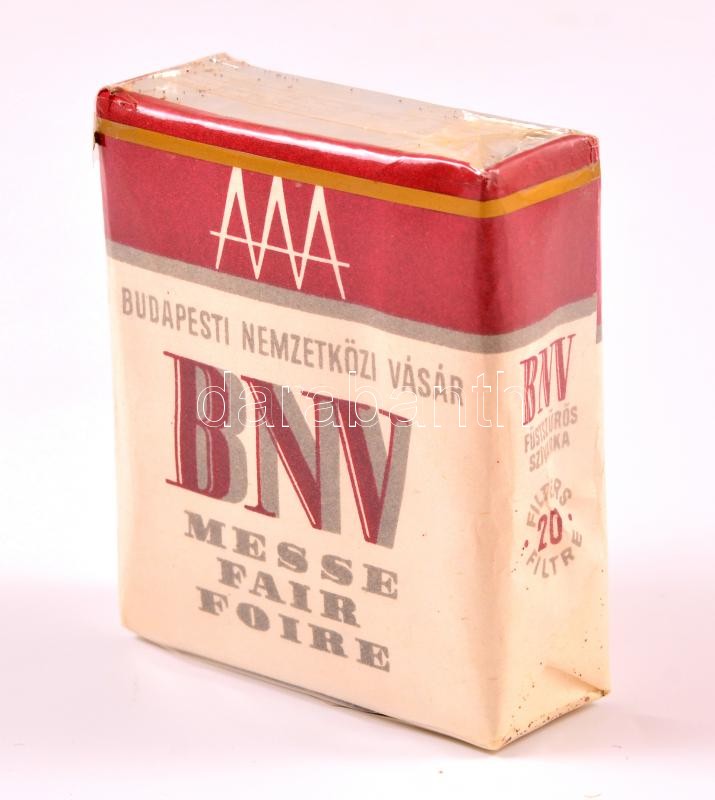 BUDAPESTI NEMZETKÖZI VÁSÁR
BNV
MESSE
FAIR
FOIRE
BNV
FÜSTSZŰRŐS
SZIVARKA
FILTERS
20
FILTRE
darabanth